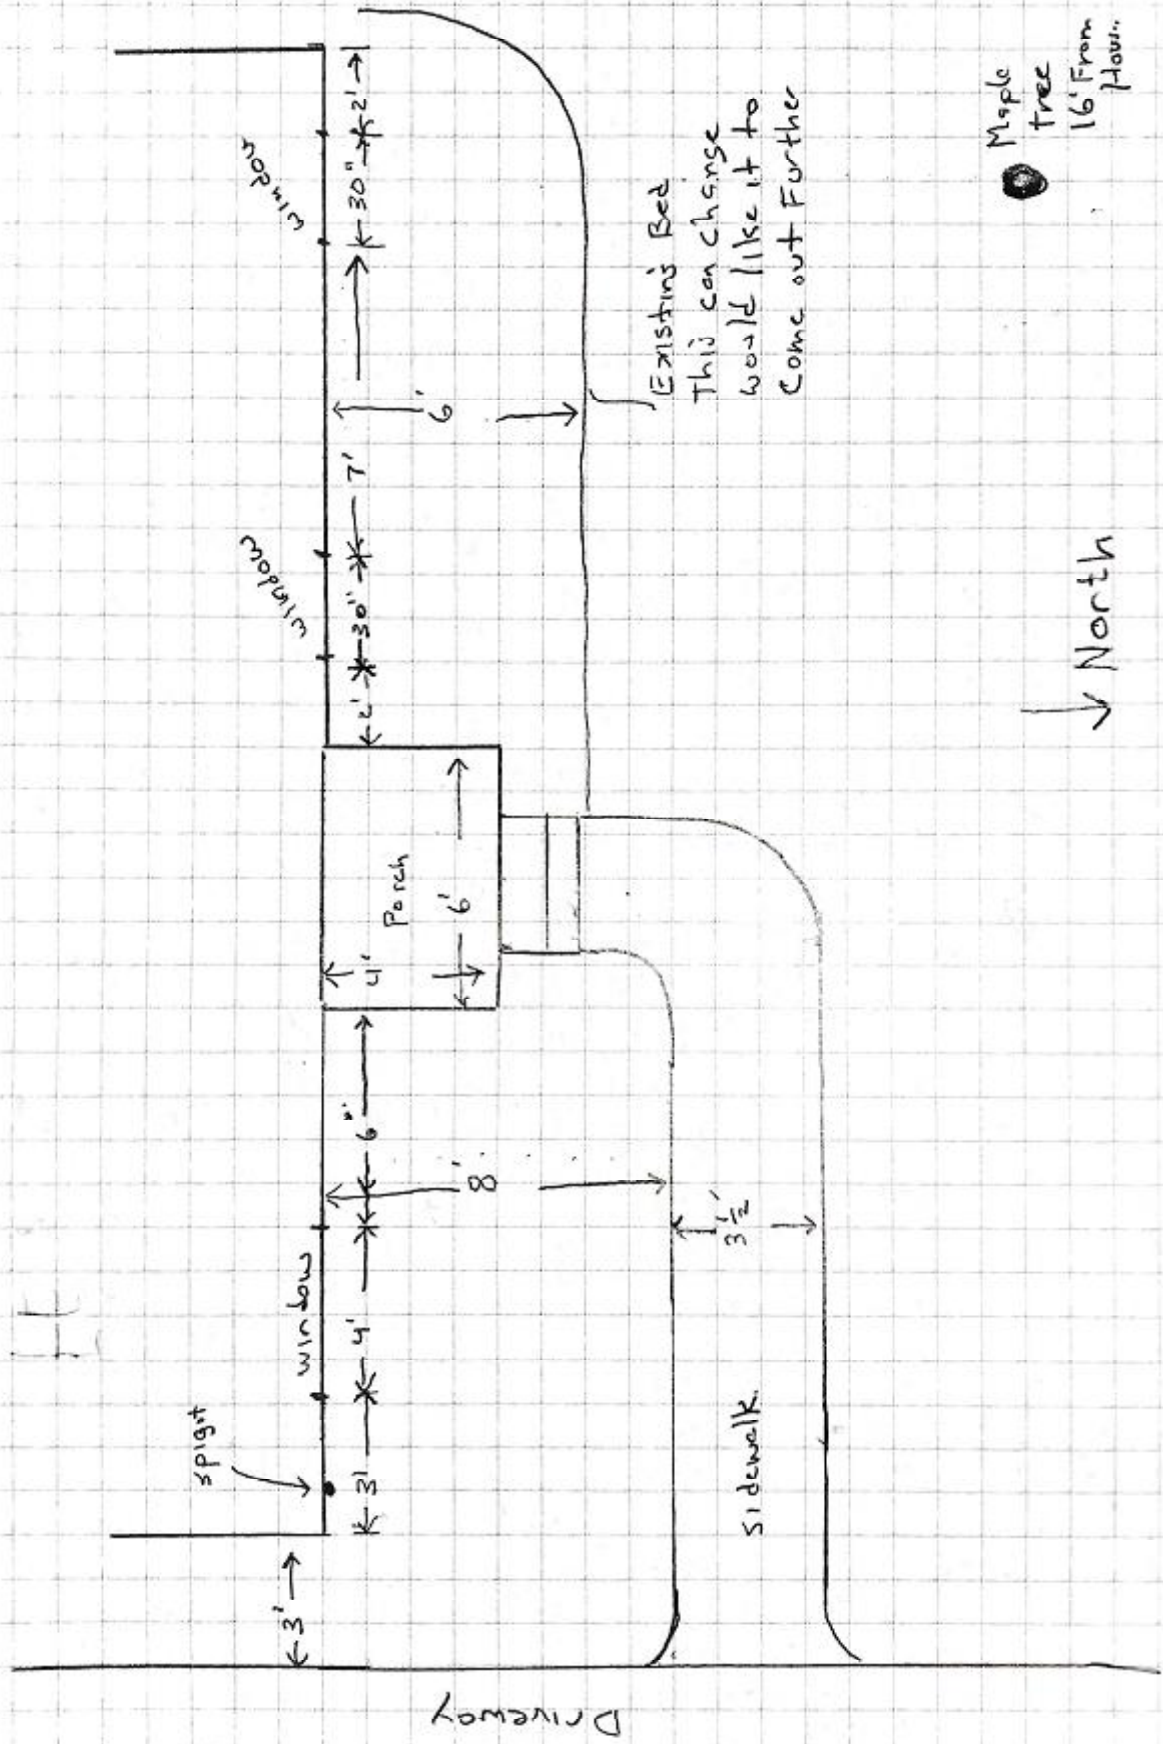 Driveway
3'
spigot
3'
window
4'
6"
8'
3 1/2'
sidewalk
4'
6'
Porch
2'
window
30"
7'
6'
window
30"
2'
Existing Bed
This can change
would like it to
Come out Further
North
Maple
tree
16' From